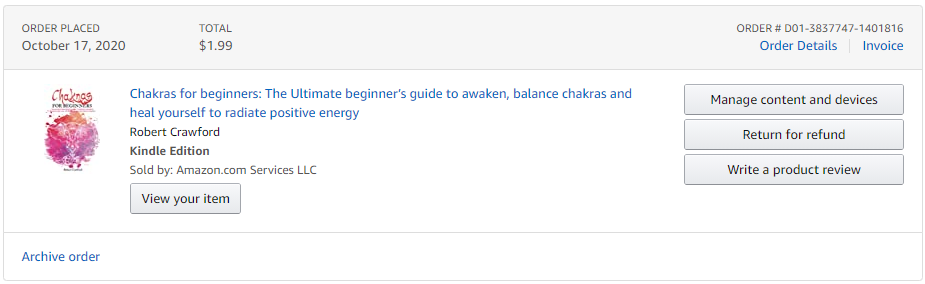 ORDER PLACED
October 17, 2020
TOTAL
$1.99
ORDER # D01-3837747-1401816
Order Details
Invoice
Chakras
FOR BEGINNERS
Robert Crawford
Chakras for beginners: The Ultimate beginner's guide to awaken, balance chakras and
heal yourself to radiate positive energy
Robert Crawford
Kindle Edition
Sold by: Amazon.com Services LLC
View your item
Manage content and devices
Return for refund
Write a product review
Archive order